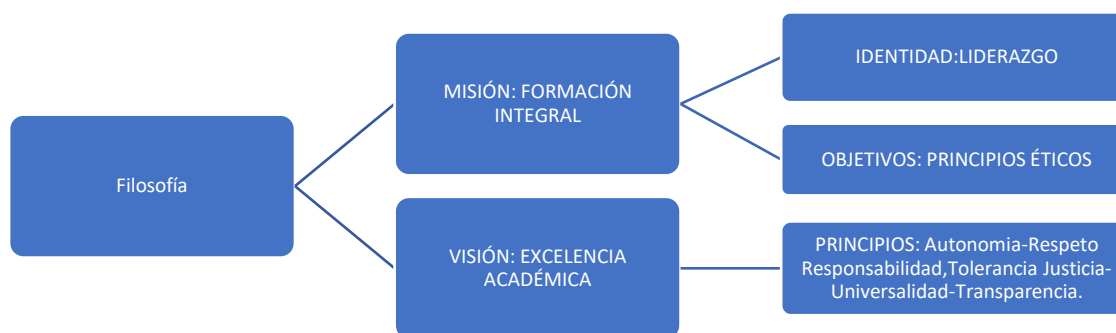 Filosofía
MISIÓN: FORMACIÓN
INTEGRAL
IDENTIDAD:LIDERAZGO
OBJETIVOS: PRINCIPIOS ÉTICOS
VISIÓN: EXCELENCIA
ACADÉMICA
PRINCIPIOS: Autonomia-Respeto
Responsabilidad,Tolerancia Justicia-
Universalidad-Transparencia.